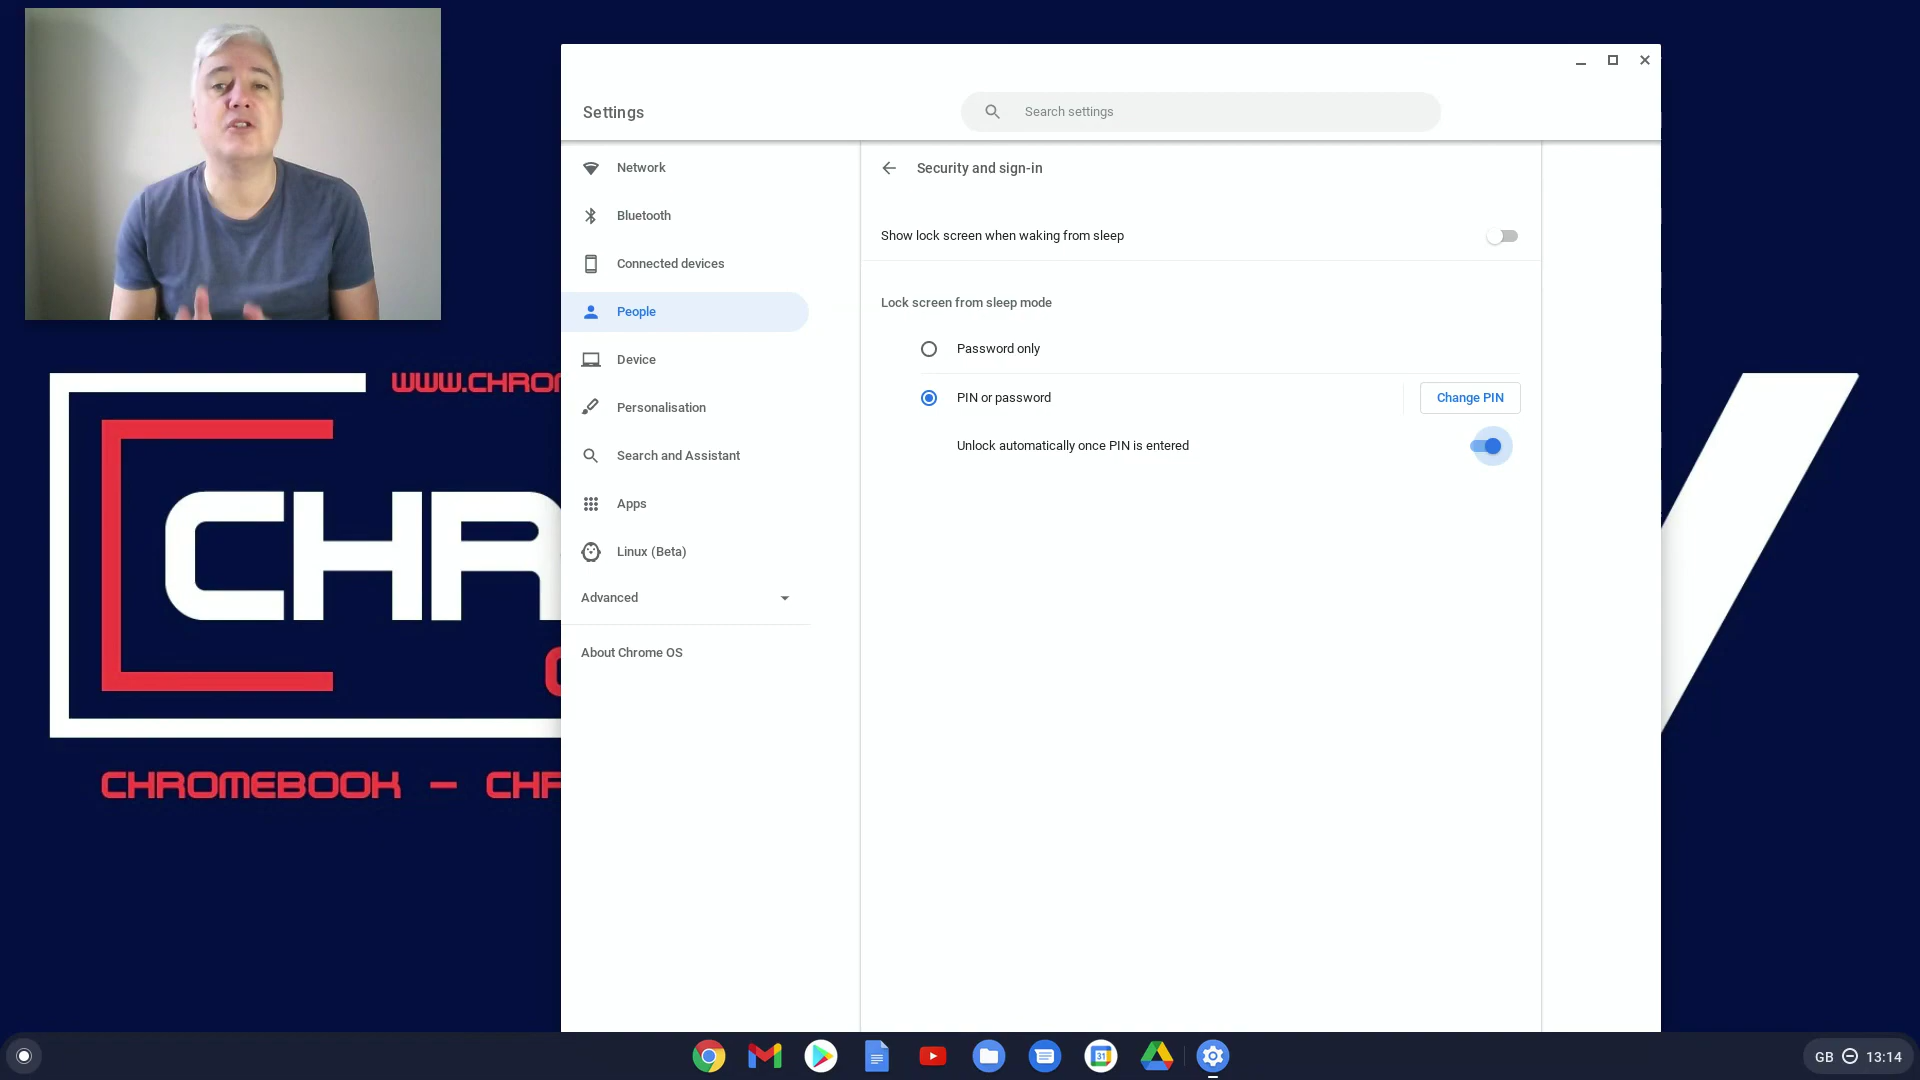 Settings
Search settings
Network
Bluetooth
Connected devices
People
Device
Personalisation
Search and Assistant
Apps
Linux (Beta)
Advanced
About Chrome OS
Security and sign-in
Show lock screen when waking from sleep
Lock screen from sleep mode
Password only
PIN or password
Change PIN
Unlock automatically once PIN is entered
WWW.CHROM
CHR
CHROMEBOOK – CHR
31
GB 13:14